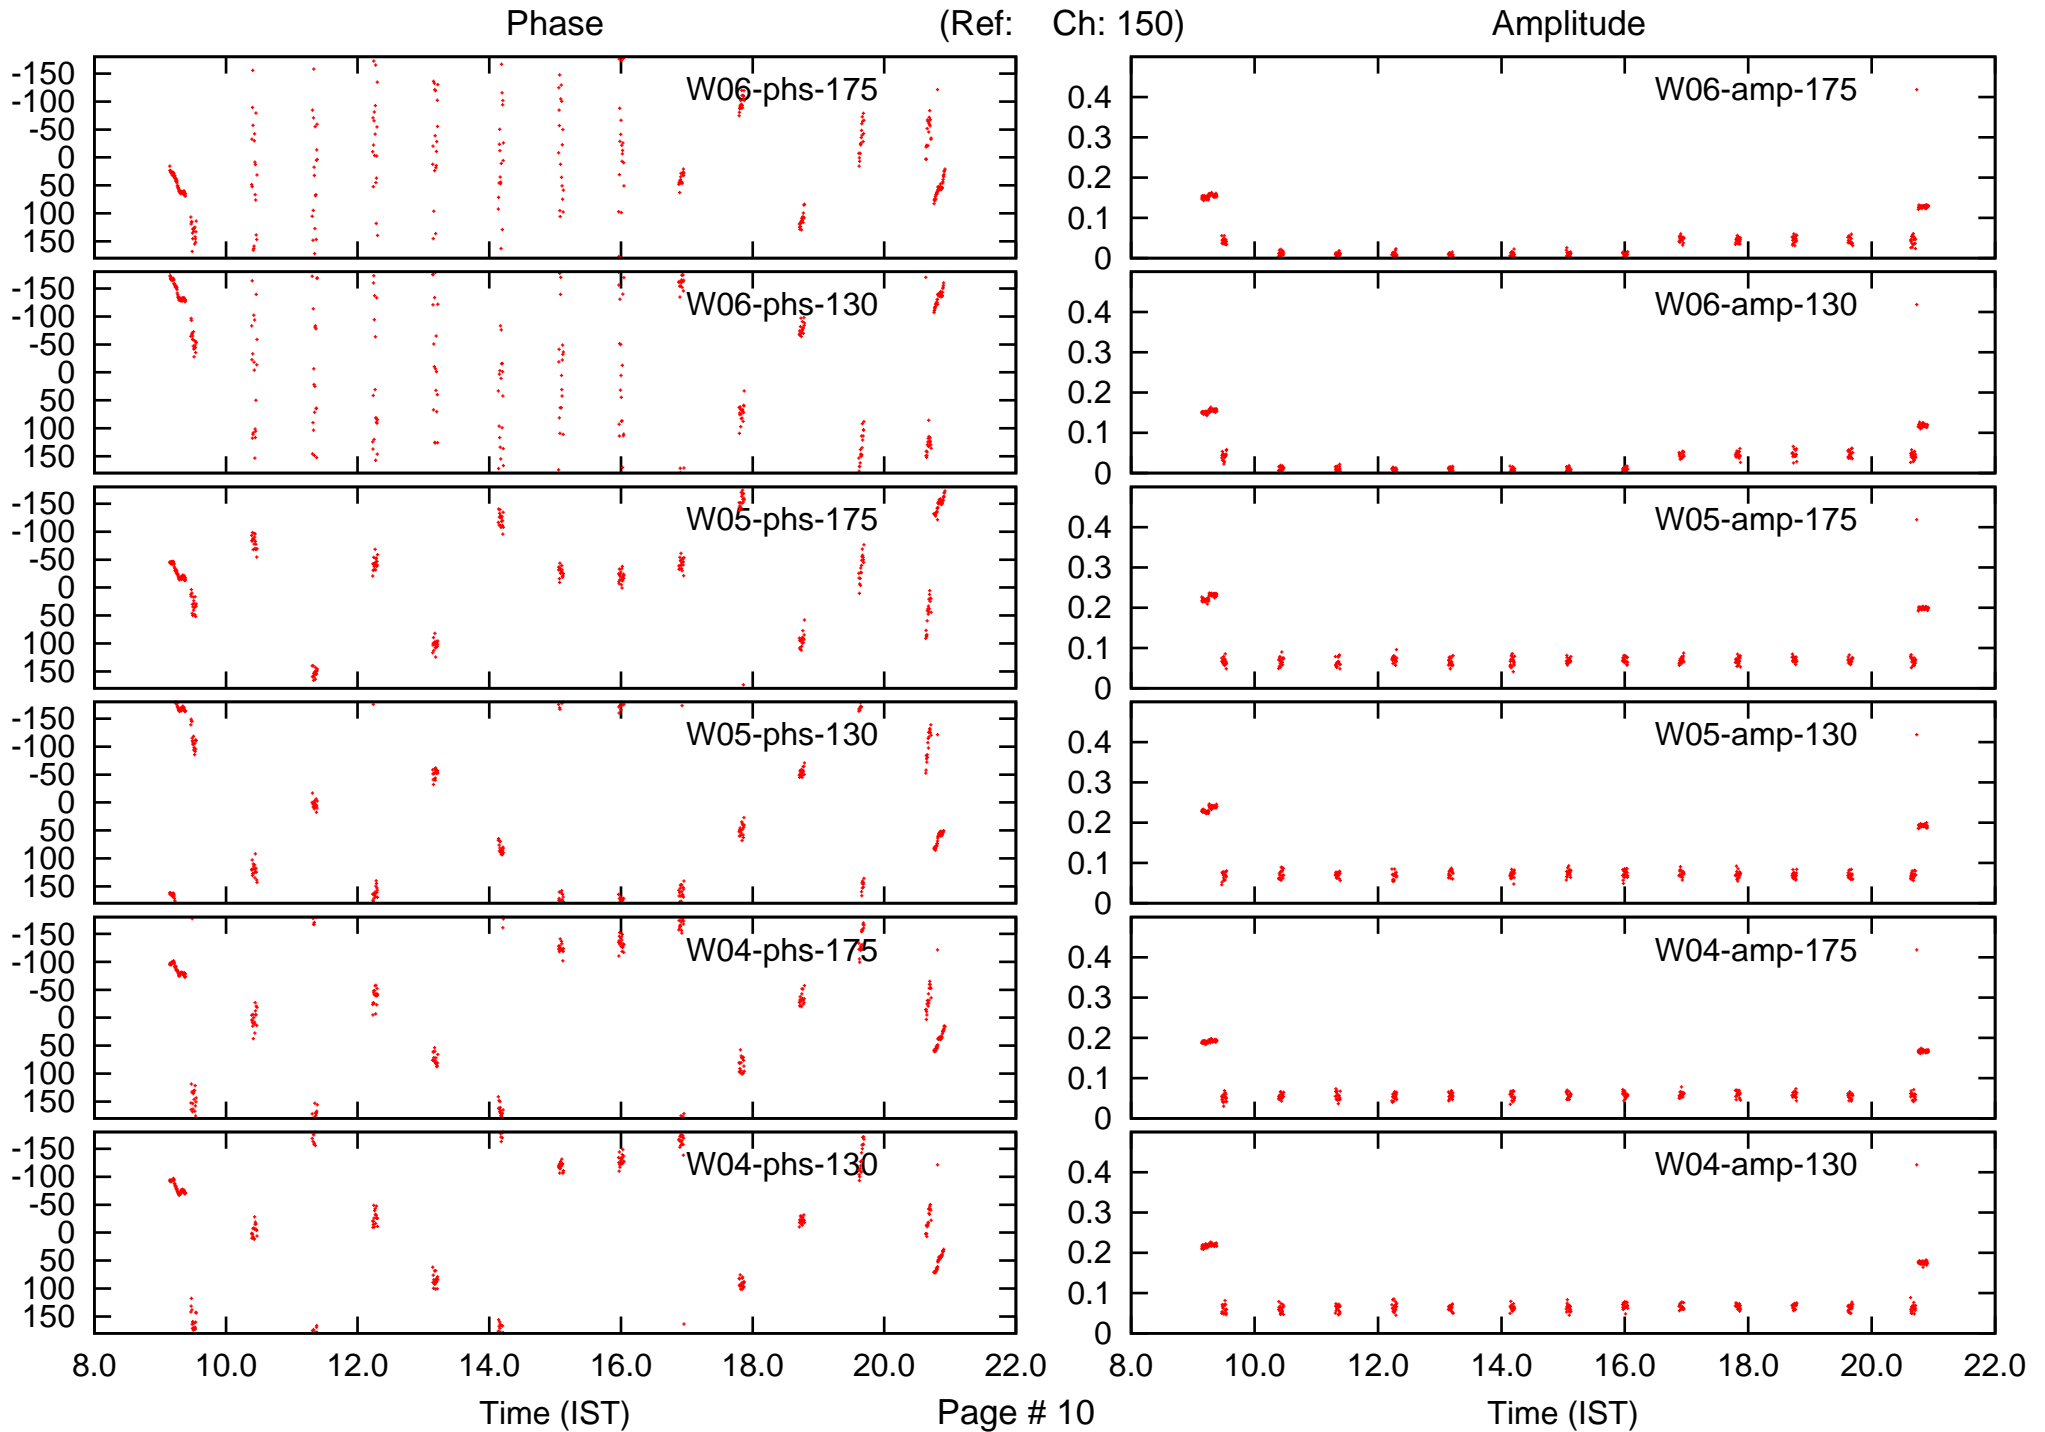 Phase (Ref: Ch: 150) Amplitude
-150 -100 -50 0 50 100 150
W06-phs-175
0.4 0.3 0.2 0.1 0
W06-amp-175
-150 -100 -50 0 50 100 150
W06-phs-130
0.4 0.3 0.2 0.1 0
W06-amp-130
-150 -100 -50 0 50 100 150
W05-phs-175
0.4 0.3 0.2 0.1 0
W05-amp-175
-150 -100 -50 0 50 100 150
W05-phs-130
0.4 0.3 0.2 0.1 0
W05-amp-130
-150 -100 -50 0 50 100 150
W04-phs-175
0.4 0.3 0.2 0.1 0
W04-amp-175
-150 -100 -50 0 50 100 150
W04-phs-130
0.4 0.3 0.2 0.1 0
W04-amp-130
8.0 10.0 12.0 14.0 16.0 18.0 20.0 22.0
8.0 10.0 12.0 14.0 16.0 18.0 20.0 22.0
Time (IST) Page # 10 Time (IST)